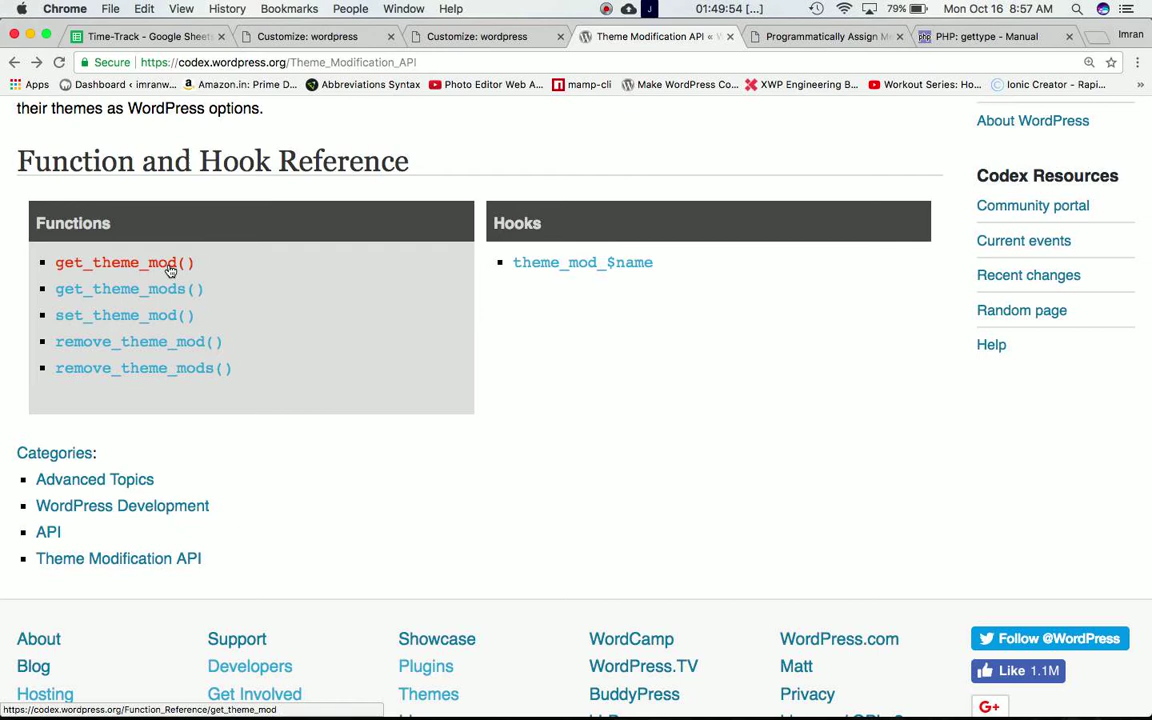 Chrome File Edit View History Bookmarks People Window Help J 01:49:54 [...] 79% Mon Oct 16 8:57 AM
Time-Track - Google Sheets Customize: wordpress Customize: wordpress Theme Modification API « Programmatically Assign Me PHP: gettype - Manual Imran
Secure https://codex.wordpress.org/Theme_Modification_API
Apps Dashboard ‹ imranw... Amazon.in: Prime D... Abbreviations Syntax Photo Editor Web A... mamp-cli Make WordPress Co... XWP Engineering B... Workout Series: Ho... Ionic Creator - Rapi... »
their themes as WordPress options.
About WordPress
Function and Hook Reference
Codex Resources
Community portal
Current events
Recent changes
Random page
Help
Functions
get_theme_mod()
get_theme_mods()
set_theme_mod()
remove_theme_mod()
remove_theme_mods()
Hooks
theme_mod_$name
Categories:
Advanced Topics
WordPress Development
API
Theme Modification API
About Support Showcase WordCamp WordPress.com Follow @WordPress
Blog Developers Plugins WordPress.TV Matt Like 1.1M
Hosting Get Involved Themes BuddyPress Privacy G+
https://codex.wordpress.org/Function_Reference/get_theme_mod